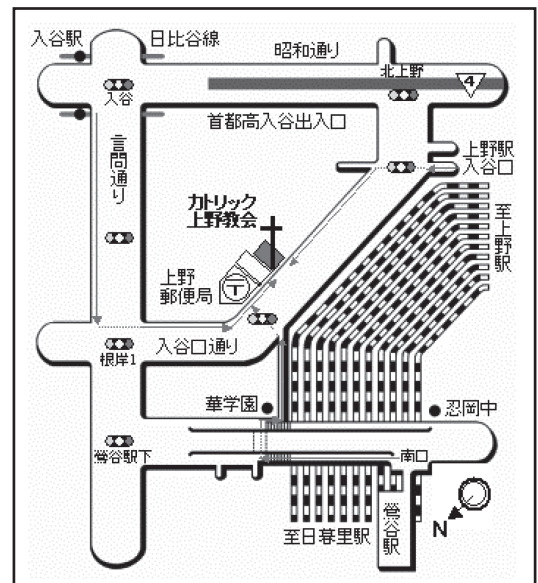 入谷駅
日比谷線
昭和通り
北上野
4
入谷
首都高入谷出入口
言問通り
上野駅
入谷口
カトリック
上野教会
至上野駅
上野
郵便局
〒
根岸1
入谷口通り
華学園
忍岡中
鶯谷駅下
南口
至日暮里駅
鶯谷駅
N